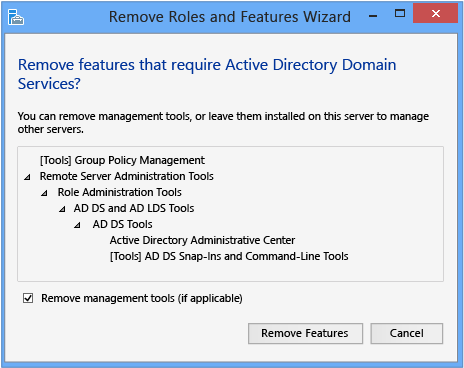 Remove Roles and Features Wizard
Remove features that require Active Directory Domain
Services?
You can remove management tools, or leave them installed on this server to manage
other servers.
[Tools] Group Policy Management
Remote Server Administration Tools
Role Administration Tools
AD DS and AD LDS Tools
AD DS Tools
Active Directory Administrative Center
[Tools] AD DS Snap-Ins and Command-Line Tools
Remove management tools (if applicable)
Remove Features
Cancel